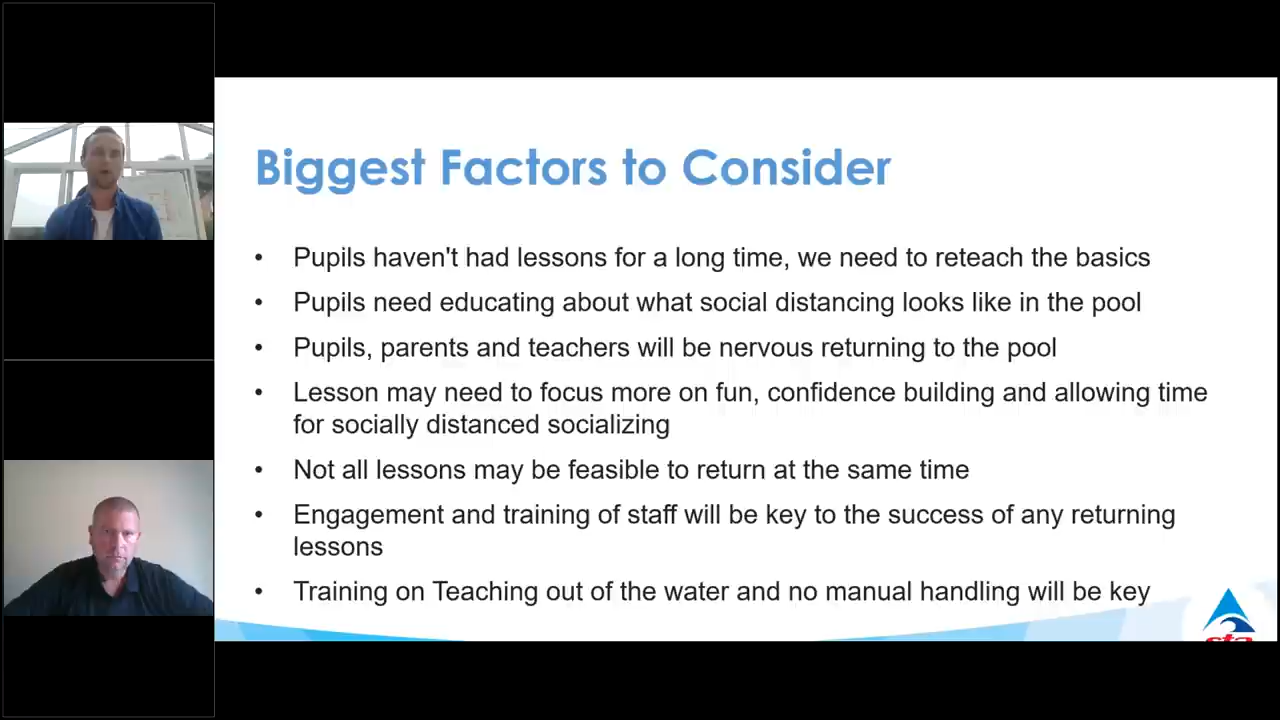 Biggest Factors to Consider
• Pupils haven't had lessons for a long time, we need to reteach the basics
• Pupils need educating about what social distancing looks like in the pool
• Pupils, parents and teachers will be nervous returning to the pool
• Lesson may need to focus more on fun, confidence building and allowing time
for socially distanced socializing
• Not all lessons may be feasible to return at the same time
• Engagement and training of staff will be key to the success of any returning
lessons
• Training on Teaching out of the water and no manual handling will be key
sta